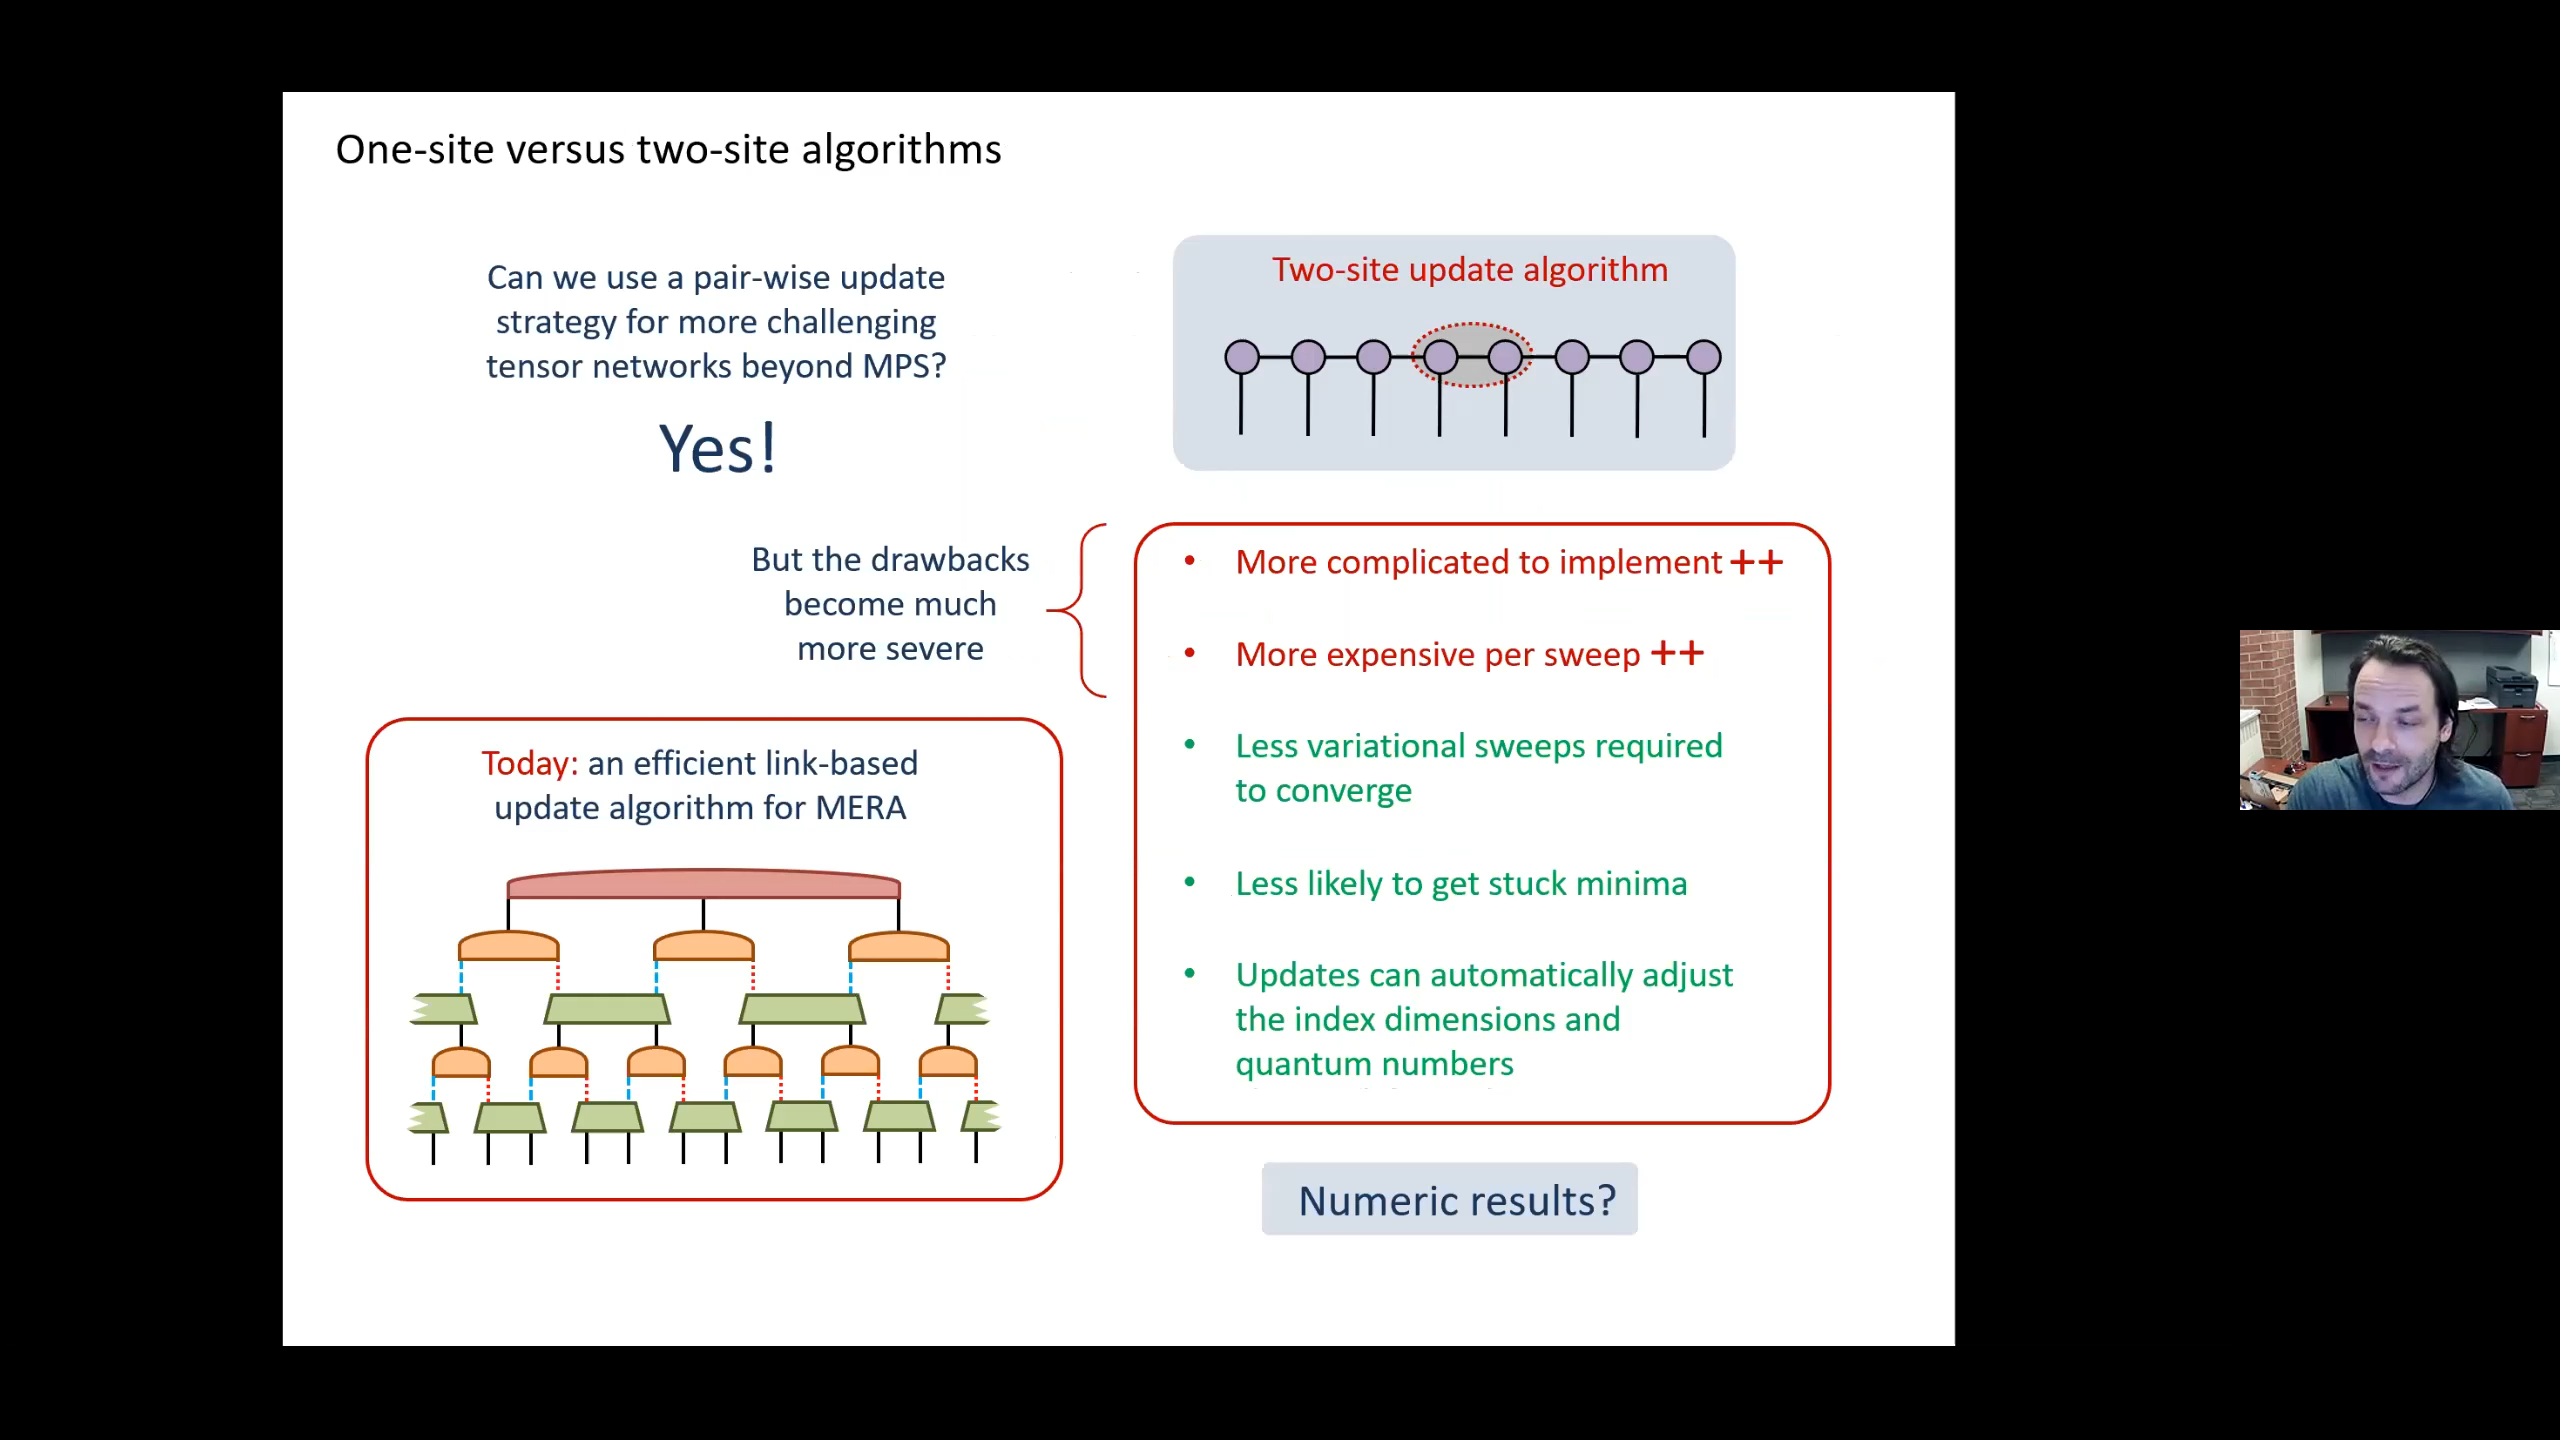 One-site versus two-site algorithms
Can we use a pair-wise update
strategy for more challenging
tensor networks beyond MPS?
Yes!
Two-site update algorithm
But the drawbacks
become much
more severe
• More complicated to implement ++
• More expensive per sweep ++
• Less variational sweeps required
to converge
• Less likely to get stuck minima
• Updates can automatically adjust
the index dimensions and
quantum numbers
Today: an efficient link-based
update algorithm for MERA
Numeric results?